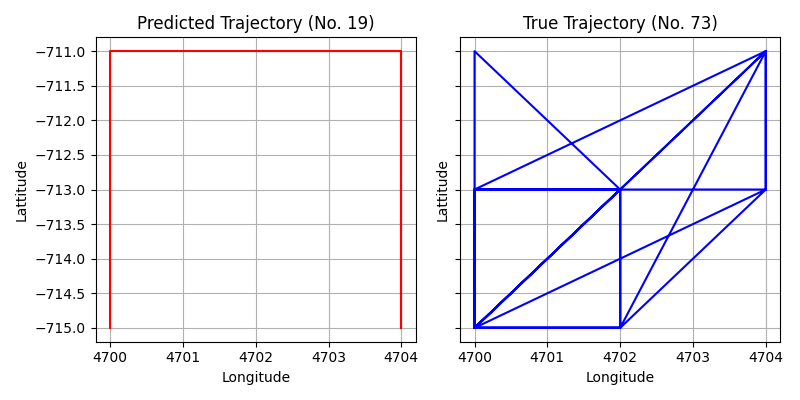 Predicted Trajectory (No. 19)
−711.0
−711.5
−712.0
−712.5
−713.0
−713.5
−714.0
−714.5
−715.0
Lattitude
4700 4701 4702 4703 4704
Longitude
True Trajectory (No. 73)
Lattitude
4700 4701 4702 4703 4704
Longitude